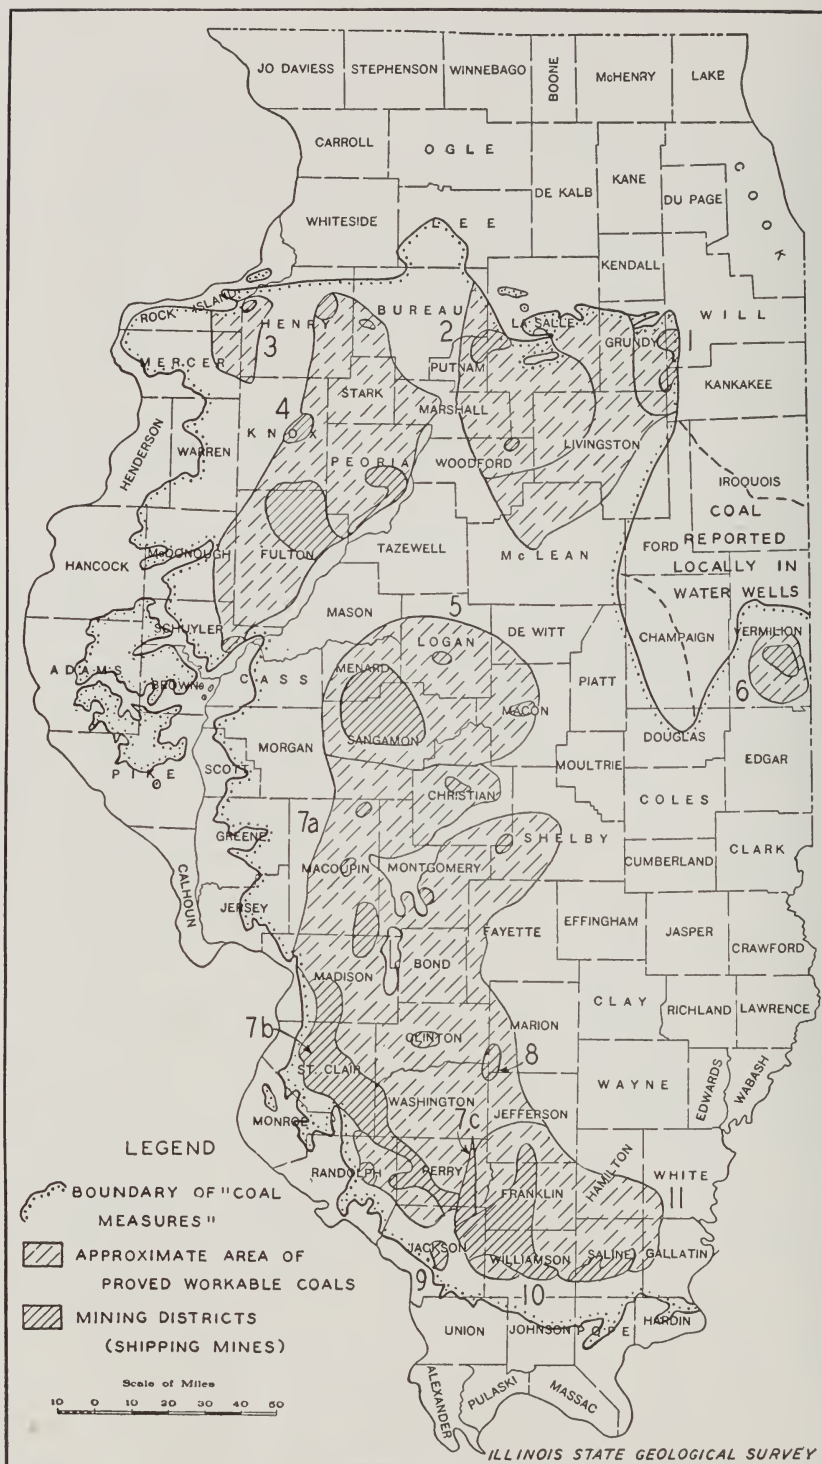 JO DAVIESS STEPHENSON WINNEBAGO BOONE McHENRY LAKE
CARROLL OGLE DE KALB KANE DU PAGE COOK
WHITESIDE LEE KENDALL
ROCK ISLAND HENRY BUREAU 2 LA SALLE GRUNDY 1 WILL
MERCER 3 PUTNAM KANKAKEE
STARK MARSHALL
HENDERSON WARREN 4 KNOX PEORIA WOODFORD LIVINGSTON IROQUOIS
COAL
REPORTED
LOCALLY IN
WATER WELLS
HANCOCK McDONOUGH FULTON TAZEWELL McLEAN FORD
SCHUYLER MASON 5 LOGAN DE WITT CHAMPAIGN VERMILION
ADAMS BROWN CASS MENARD MACON PIATT 6
PIKE SCOTT MORGAN SANGAMON MOULTRIE DOUGLAS EDGAR
CHRISTIAN COLES
GREENE 7a MACOUPIN MONTGOMERY SHELBY CUMBERLAND CLARK
CALHOUN JERSEY FAYETTE EFFINGHAM JASPER CRAWFORD
MADISON BOND CLAY RICHLAND LAWRENCE
7b ST. CLAIR CLINTON MARION 8 WAYNE EDWARDS WABASH
MONROE WASHINGTON JEFFERSON
RANDOLPH PERRY 7c FRANKLIN HAMILTON WHITE
11
JACKSON WILLIAMSON SALINE GALLATIN
9 10
UNION JOHNSON POPE HARDIN
ALEXANDER PULASKI MASSAC
LEGEND
BOUNDARY OF "COAL
MEASURES"
APPROXIMATE AREA OF
PROVED WORKABLE COALS
MINING DISTRICTS
(SHIPPING MINES)
Scale of Miles
10 0 10 20 30 40 50
ILLINOIS STATE GEOLOGICAL SURVEY